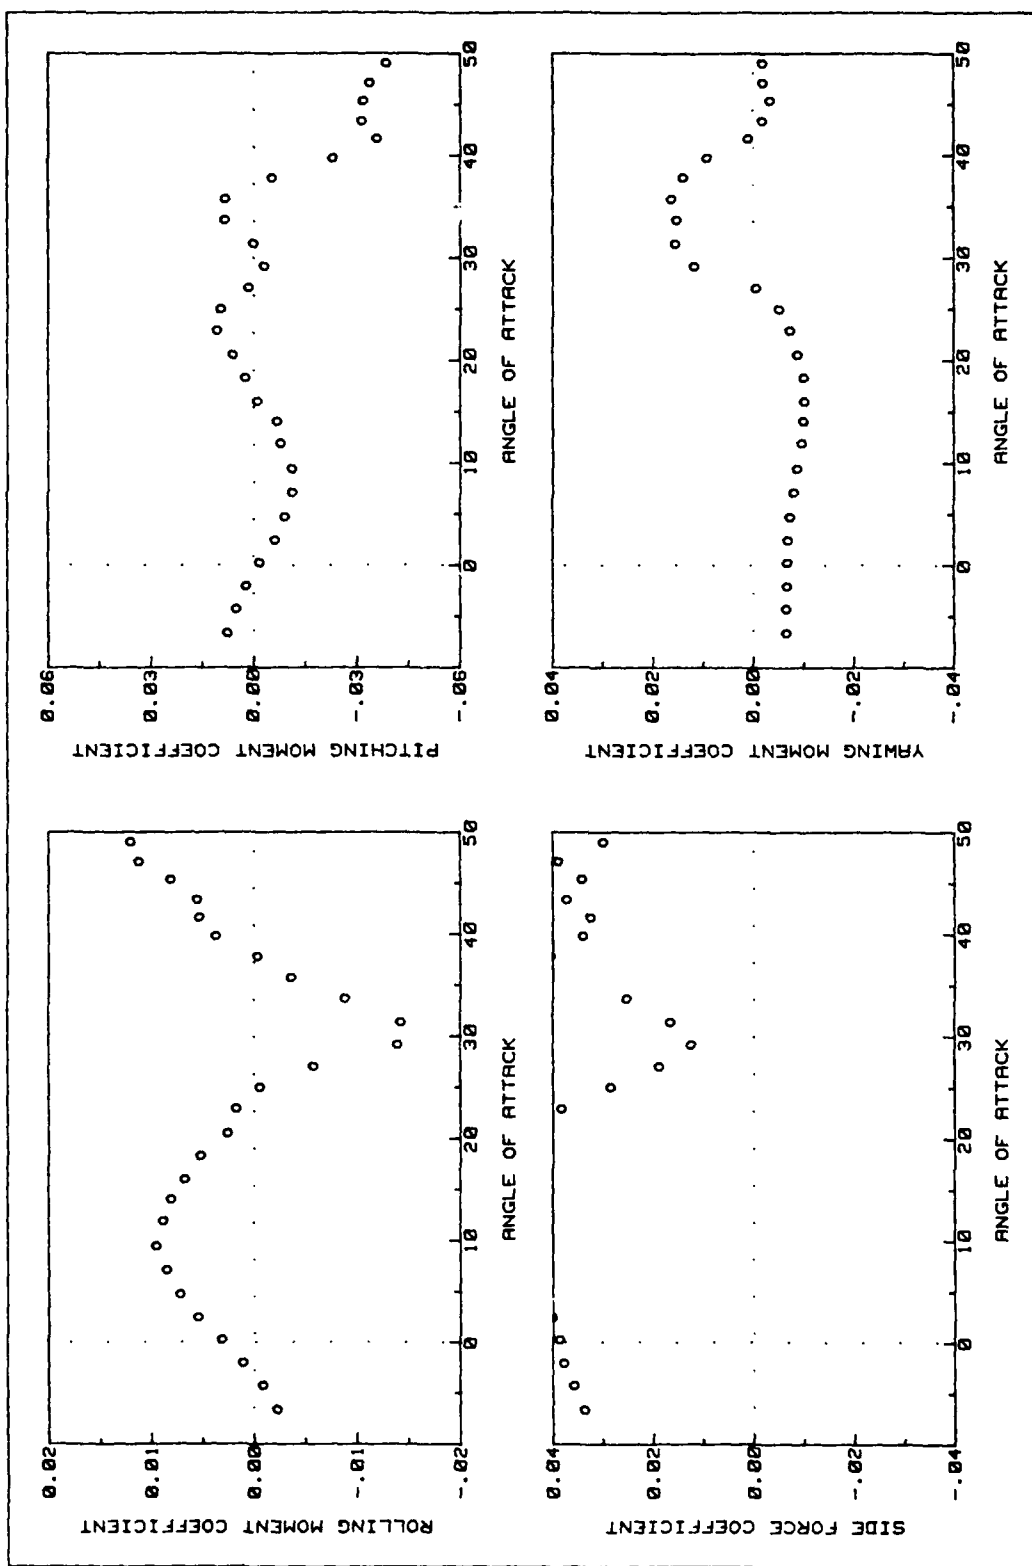 ROLLING MOMENT COEFFICIENT
0.02
0.01
0.00
-.01
-.02
0 10 20 30 40 50
ANGLE OF ATTACK
PITCHING MOMENT COEFFICIENT
0.06
0.03
0.00
-.03
-.06
0 10 20 30 40 50
ANGLE OF ATTACK
SIDE FORCE COEFFICIENT
0.04
0.02
0.00
-.02
-.04
0 10 20 30 40 50
ANGLE OF ATTACK
YAWING MOMENT COEFFICIENT
0.04
0.02
0.00
-.02
-.04
0 10 20 30 40 50
ANGLE OF ATTACK